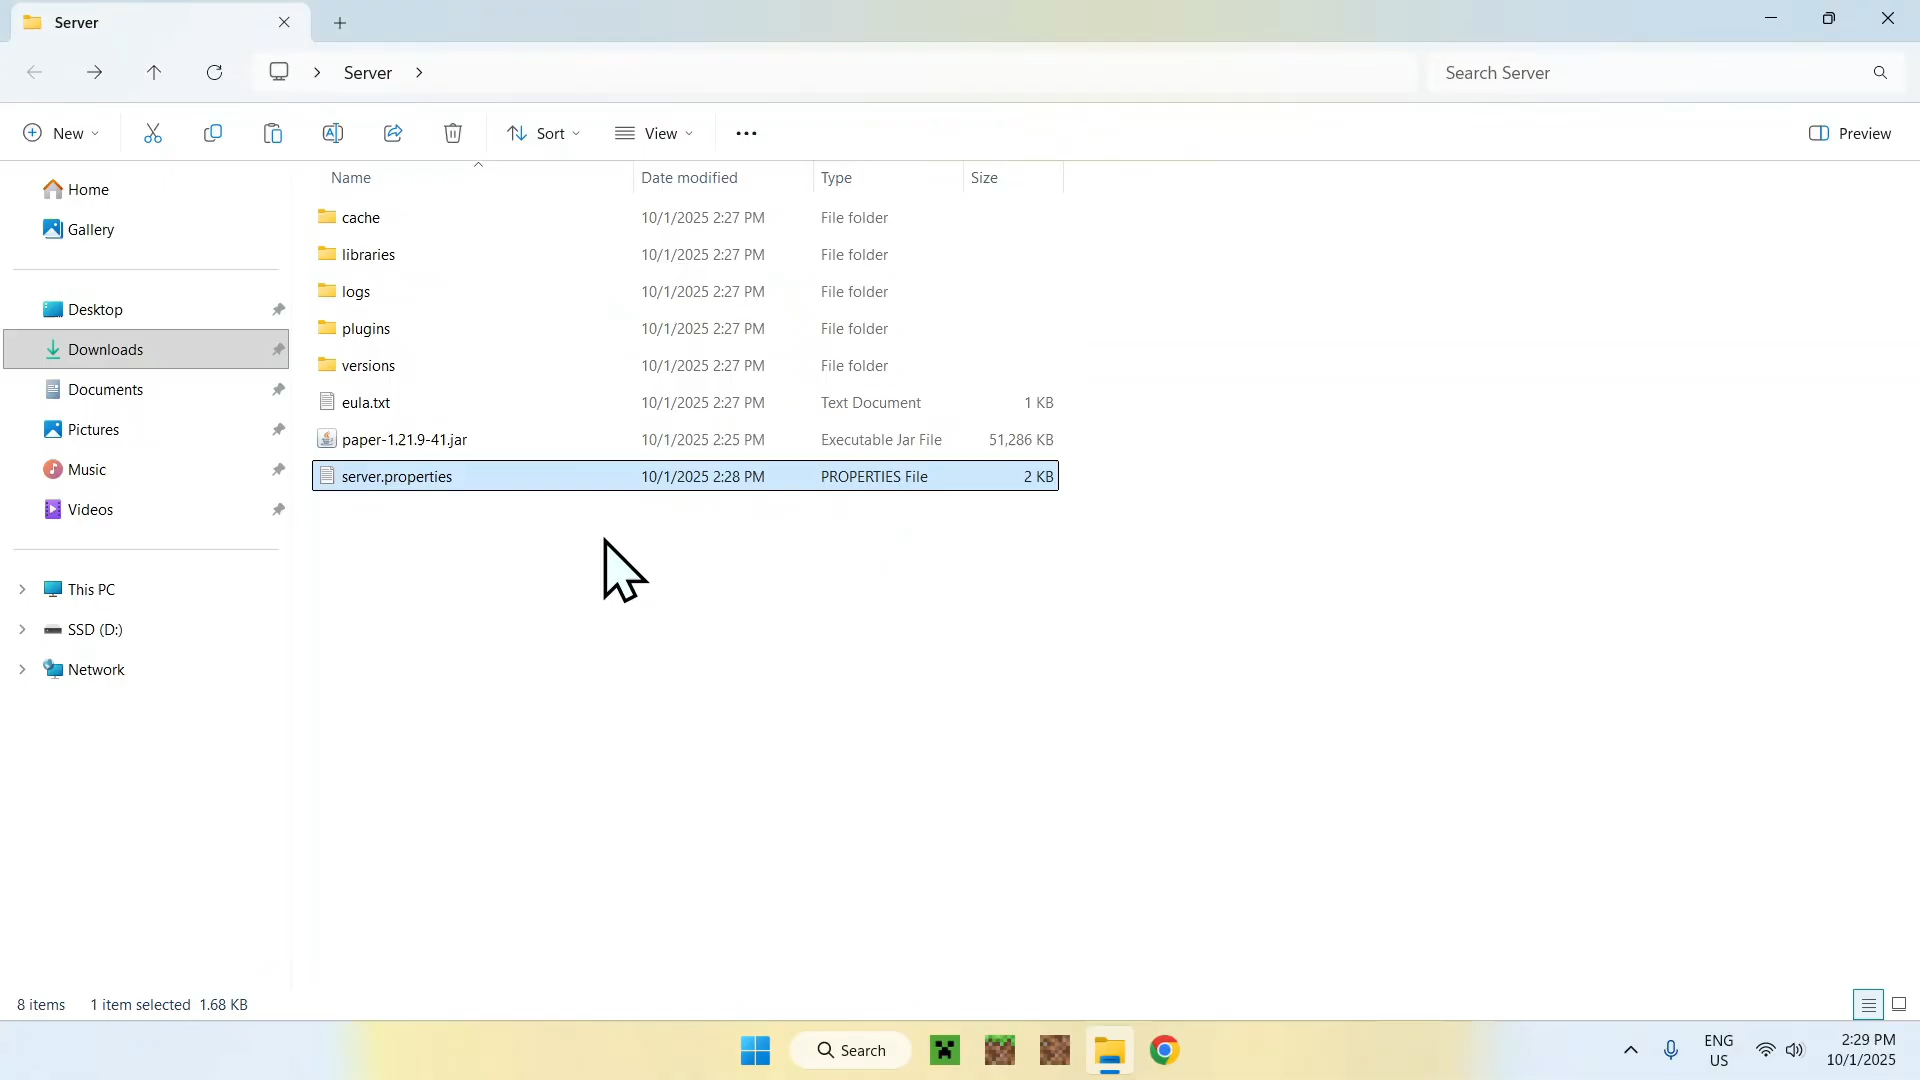 Server
Server
Search Server
New
Sort
View
Preview
Name Date modified Type Size
Home
Gallery
Desktop
Downloads
Documents
Pictures
Music
Videos
This PC
SSD (D:)
Network
cache 10/1/2025 2:27 PM File folder
libraries 10/1/2025 2:27 PM File folder
logs 10/1/2025 2:27 PM File folder
plugins 10/1/2025 2:27 PM File folder
versions 10/1/2025 2:27 PM File folder
eula.txt 10/1/2025 2:27 PM Text Document 1 KB
paper-1.21.9-41.jar 10/1/2025 2:25 PM Executable Jar File 51,286 KB
server.properties 10/1/2025 2:28 PM PROPERTIES File 2 KB
8 items 1 item selected 1.68 KB
Search
ENG
US
2:29 PM
10/1/2025